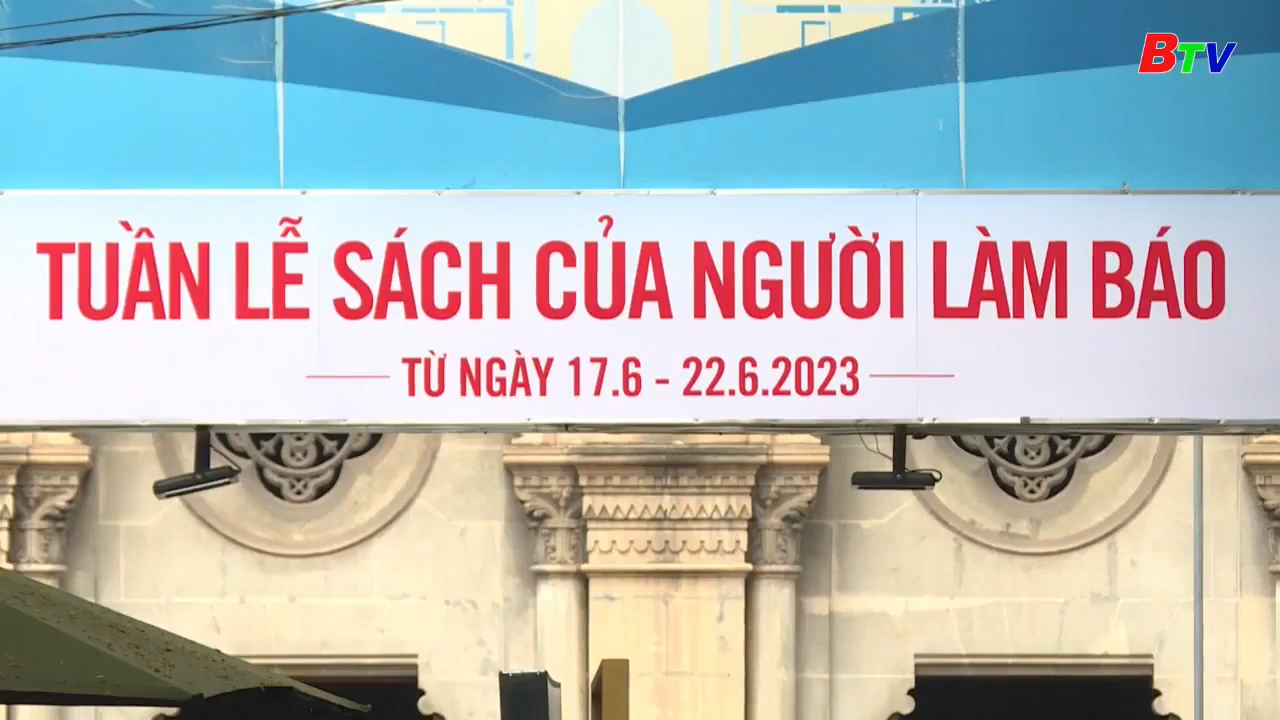 BTV
TUẦN LỄ SÁCH CỦA NGƯỜI LÀM BÁO
TỪ NGÀY 17.6 - 22.6.2023